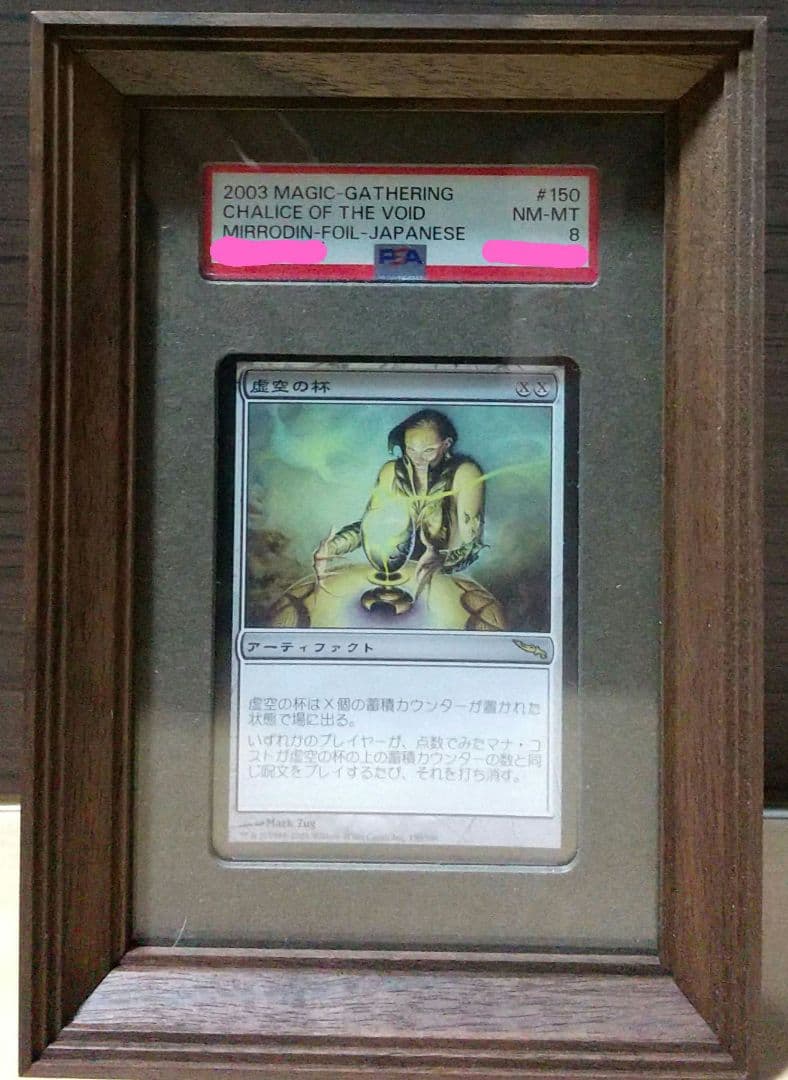 2003 MAGIC-GATHERING #150
CHALICE OF THE VOID NM-MT
MIRRODIN-FOIL-JAPANESE 8
PSA
虚空の杯 X X
アーティファクト
虚空の杯はX個の蓄積カウンターが置かれた
状態で場に出る。
いずれかのプレイヤーが、点数でみたマナ・コ
ストが虚空の杯の上の蓄積カウンターの数と同
じ呪文をプレイするたび、それを打ち消す。
Mark Zug